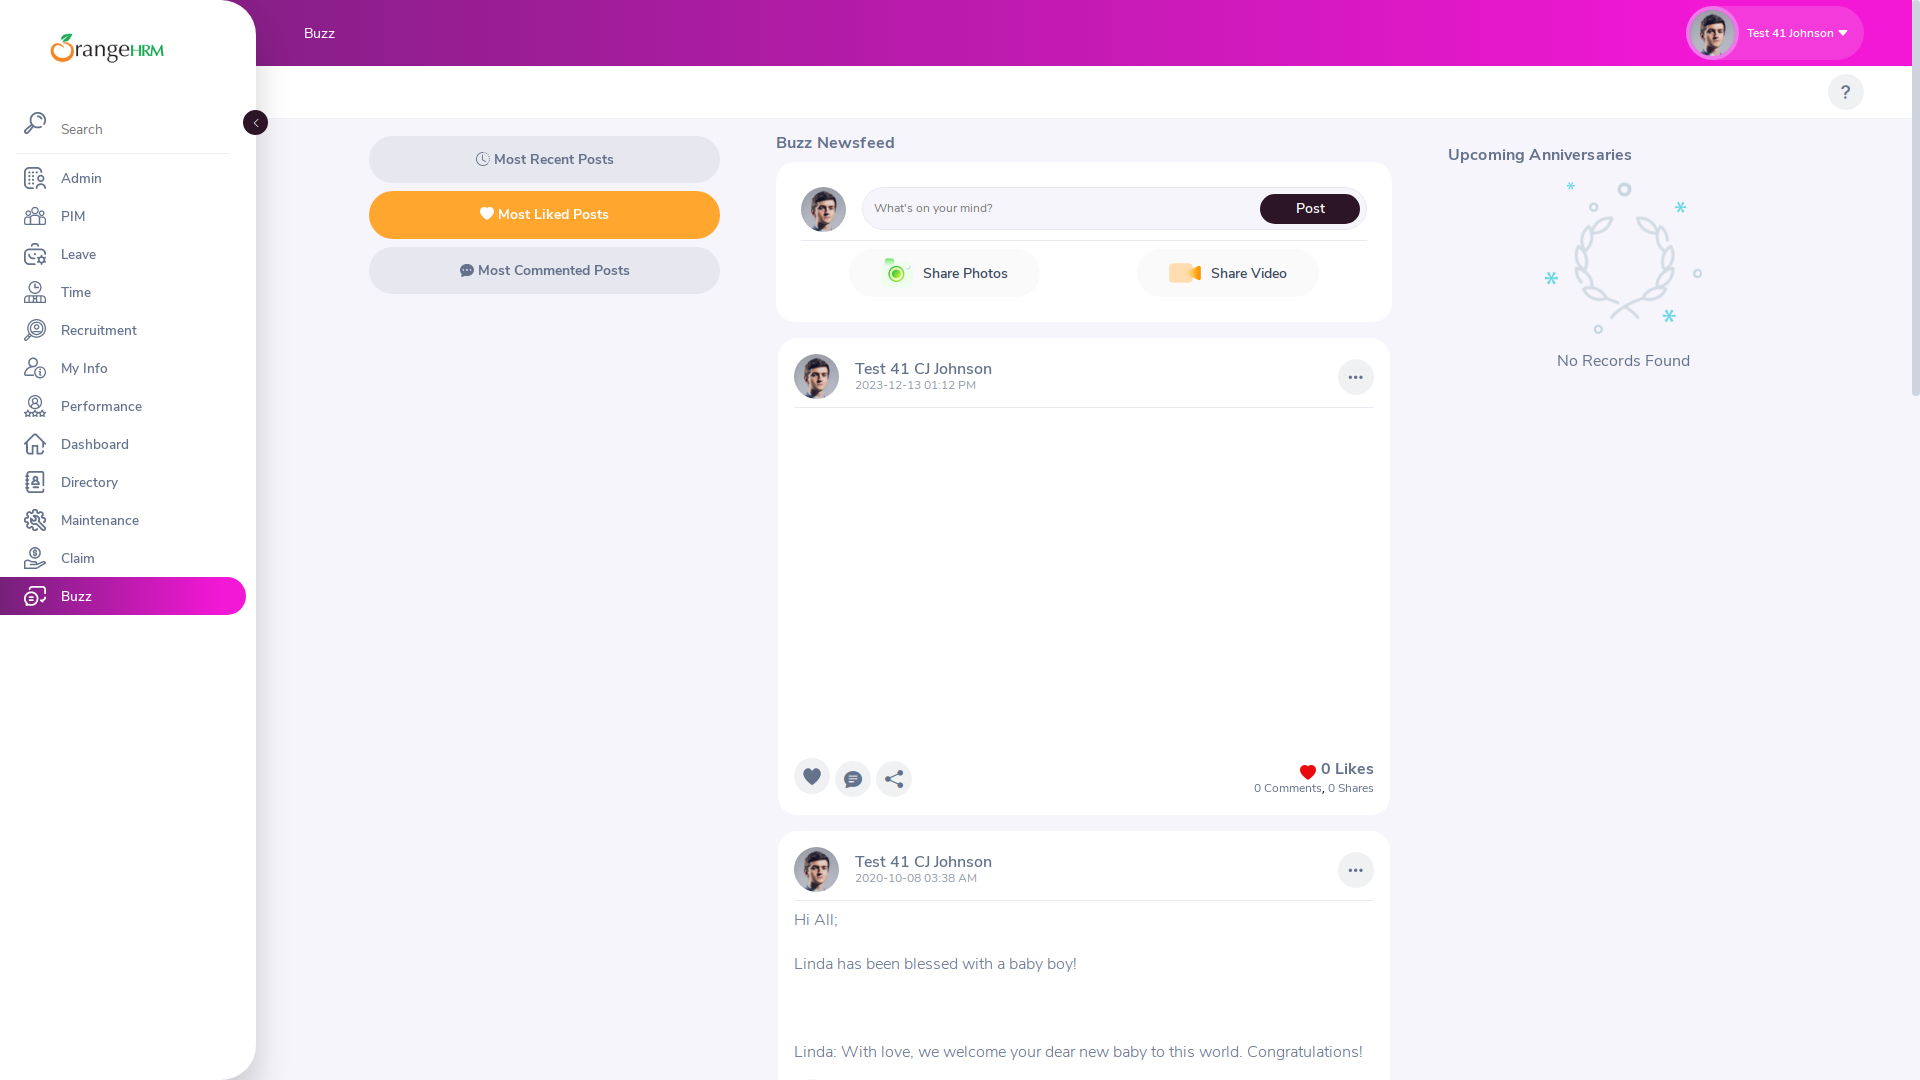 OrangeHRM
Buzz
Test 41 Johnson
?
Search
Admin
PIM
Leave
Time
Recruitment
My Info
Performance
Dashboard
Directory
Maintenance
Claim
Buzz
Most Recent Posts
Most Liked Posts
Most Commented Posts
Buzz Newsfeed
What's on your mind?
Post
Share Photos
Share Video
Test 41 CJ Johnson
2023-12-13 01:12 PM
0 Likes
0 Comments, 0 Shares
Test 41 CJ Johnson
2020-10-08 03:38 AM
Hi All;
Linda has been blessed with a baby boy!
Linda: With love, we welcome your dear new baby to this world. Congratulations!
Upcoming Anniversaries
No Records Found